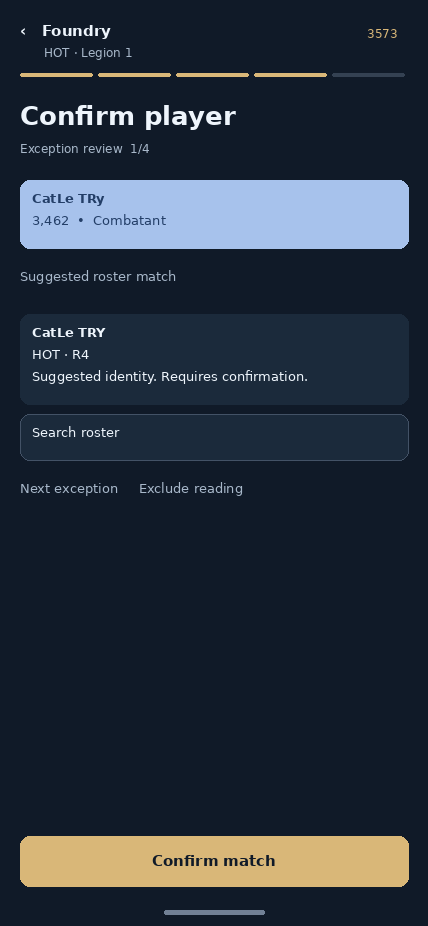 ‹ Foundry
3573
HOT · Legion 1
Confirm player
Exception review 1/4
CatLe TRy
3,462 • Combatant
Suggested roster match
CatLe TRY
HOT · R4
Suggested identity. Requires confirmation.
Search roster
Next exception Exclude reading
Confirm match